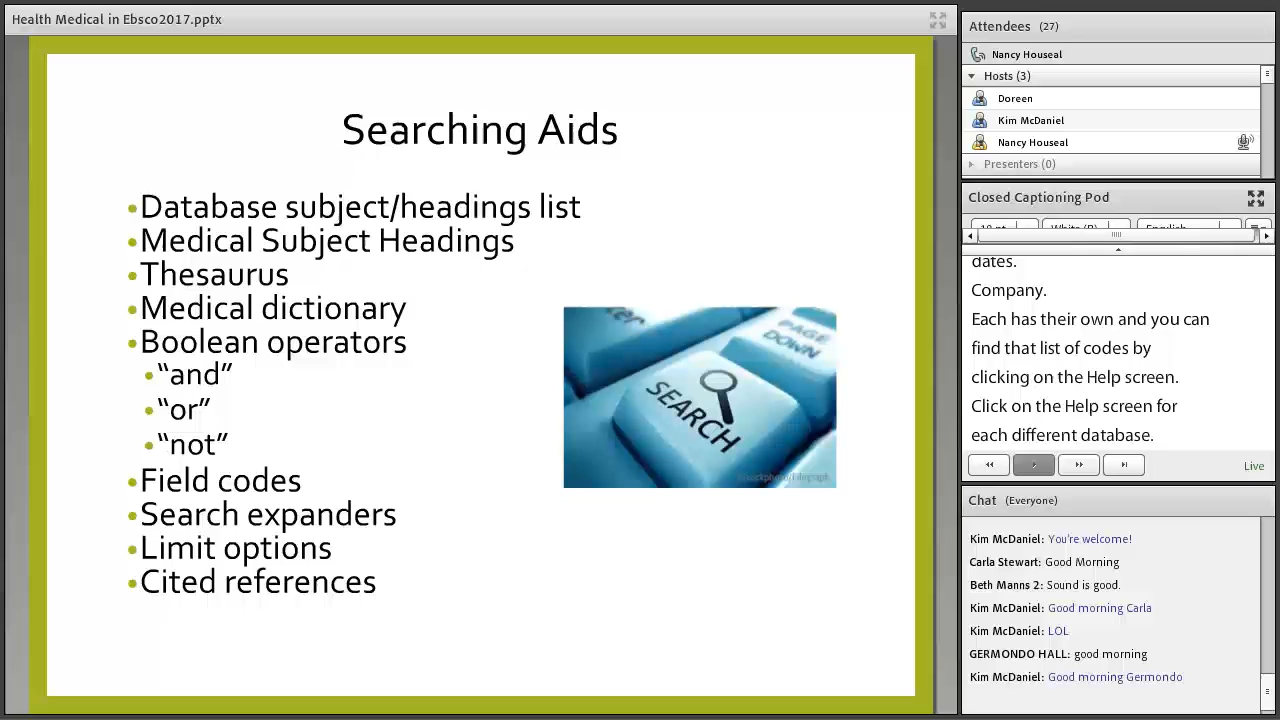 Health Medical in Ebsco2017.pptx
Searching Aids
•Database subject/headings list
•Medical Subject Headings
•Thesaurus
•Medical dictionary
•Boolean operators
•“and”
•“or”
•“not”
•Field codes
•Search expanders
•Limit options
•Cited references
PAGE
DOWN
SEARCH
Attendees (27)
Nancy Houseal
Hosts (3)
Doreen
Kim McDaniel
Nancy Houseal
Presenters (0)
Closed Captioning Pod
English
dates.
Company.
Each has their own and you can
find that list of codes by
clicking on the Help screen.
Click on the Help screen for
each different database.
Live
Chat (Everyone)
Kim McDaniel: You're welcome!
Carla Stewart: Good Morning
Beth Manns 2: Sound is good.
Kim McDaniel: Good morning Carla
Kim McDaniel: LOL
GERMONDO HALL: good morning
Kim McDaniel: Good morning Germondo